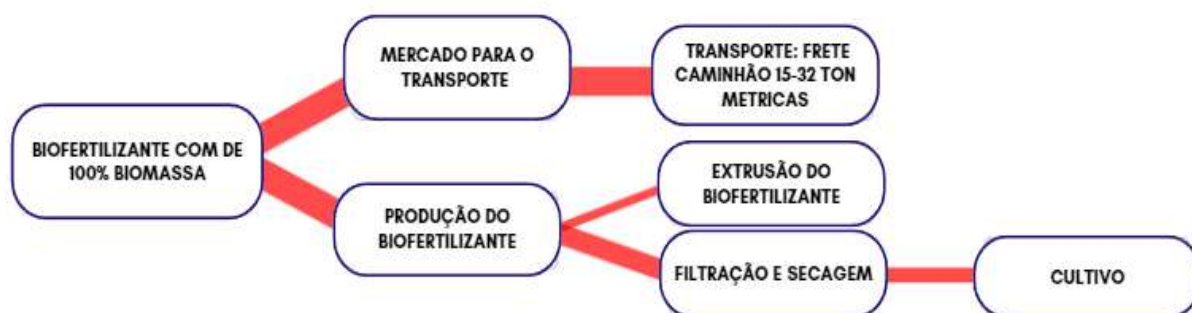 MERCADO PARA O
TRANSPORTE
TRANSPORTE: FRETE
CAMINHÃO 15-32 TON
METRICAS
BIOFERTILIZANTE COM DE
100% BIOMASSA
EXTRUSÃO DO
BIOFERTILIZANTE
PRODUÇÃO DO
BIOFERTILIZANTE
FILTRAÇÃO E SECAGEM
CULTIVO